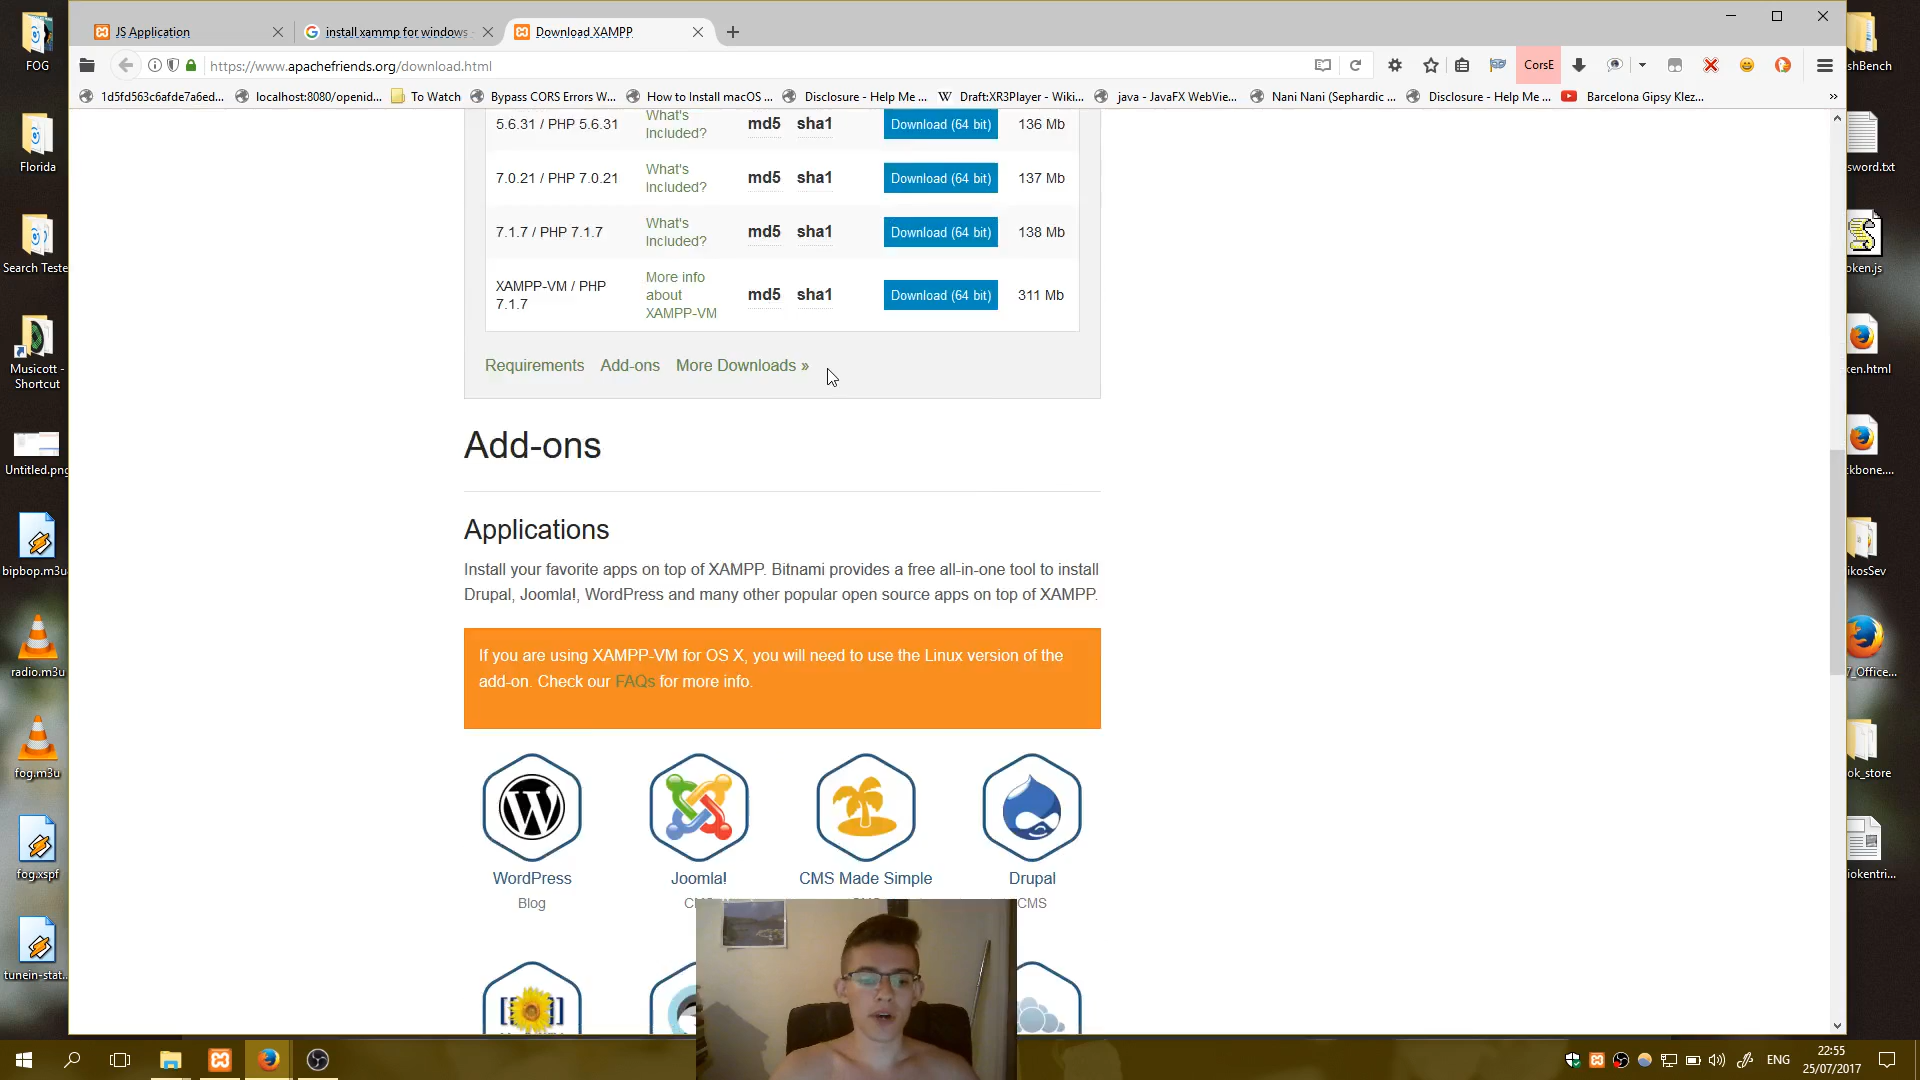 FOG
Florida
Search Teste
Musicott -
Shortcut
Untitled.png
bipbop.m3u
radio.m3u
fog.m3u
fog.xspf
tunein-stat...
JS Application
install xammp for windows
Download XAMPP
https://www.apachefriends.org/download.html
CorsE
1d5fd563c6afde7a6ed...
localhost:8080/openid...
To Watch
Bypass CORS Errors W...
How to Install macOS ...
Disclosure - Help Me ...
Draft:XR3Player - Wiki...
java - JavaFX WebVie...
Nani Nani (Sephardic ...
Disclosure - Help Me ...
Barcelona Gipsy Klez...
5.6.31 / PHP 5.6.31 What's Included? md5 sha1 Download (64 bit) 136 Mb
7.0.21 / PHP 7.0.21 What's Included? md5 sha1 Download (64 bit) 137 Mb
7.1.7 / PHP 7.1.7 What's Included? md5 sha1 Download (64 bit) 138 Mb
XAMPP-VM / PHP 7.1.7 More info about XAMPP-VM md5 sha1 Download (64 bit) 311 Mb
Requirements Add-ons More Downloads »
Add-ons
Applications
Install your favorite apps on top of XAMPP. Bitnami provides a free all-in-one tool to install
Drupal, Joomla!, WordPress and many other popular open source apps on top of XAMPP.
If you are using XAMPP-VM for OS X, you will need to use the Linux version of the
add-on. Check our FAQs for more info.
WordPress
Blog
Joomla!
CMS Made Simple
Drupal
CMS
shBench
sword.txt
oken.js
ken.html
kbone....
ikosSev
7_Office...
ok_store
iokentri...
ENG
22:55
25/07/2017